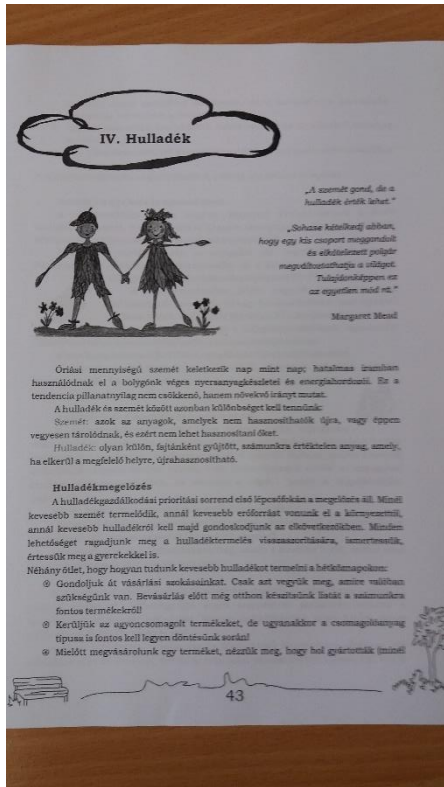 IV. Hulladék
„A szemét gond, de a
hulladék érték lehet.”
„Sohase kételkedj abban,
hogy egy kis csoport meggondolt
és elkötelezett polgár
megváltoztathatja a világot.
Tulajdonképpen ez
az egyetlen mód rá.”
Margaret Mead
Óriási mennyiségű szemét keletkezik nap mint nap; hatalmas iramban
használódnak el a bolygónk véges nyersanyagkészletei és energiahordozói. Ez a
tendencia pillanatnyilag nem csökkenő, hanem növekvő irányt mutat.
A hulladék és szemét között azonban különbséget kell tennünk:
Szemét: azok az anyagok, amelyek nem hasznosíthatók újra, vagy éppen
vegyesen tárolódnak, és ezért nem lehet hasznosítani őket.
Hulladék: olyan külön, fajtánként gyűjtött, számunkra értéktelen anyag, amely,
ha elkerül a megfelelő helyre, újrahasznosítható.
Hulladékmegelőzés
A hulladékgazdálkodási prioritási sorrend első lépcsőfokán a megelőzés áll. Minél
kevesebb szemét termelődik, annál kevesebb erőforrást vonunk el a környezettől,
annál kevesebb hulladékról kell majd gondoskodjunk az elkövetkezőkben. Minden
lehetőséget ragadjunk meg a hulladéktermelés visszaszorítására, ismertessük,
értessük meg a gyerekekkel is.
Néhány ötlet, hogy hogyan tudunk kevesebb hulladékot termelni a hétköznapokon:
Gondoljuk át vásárlási szokásainkat. Csak azt vegyük meg, amire valóban
szükségünk van. Bevásárlás előtt még otthon készítsünk listát a számunkra
fontos termékekről!
Kerüljük az agyoncsomagolt termékeket, de ugyanakkor a csomagolóanyag
típusa is fontos kell legyen döntésünk során!
Mielőtt megvásárolunk egy terméket, nézzük meg, hogy hol gyártották (minél
43